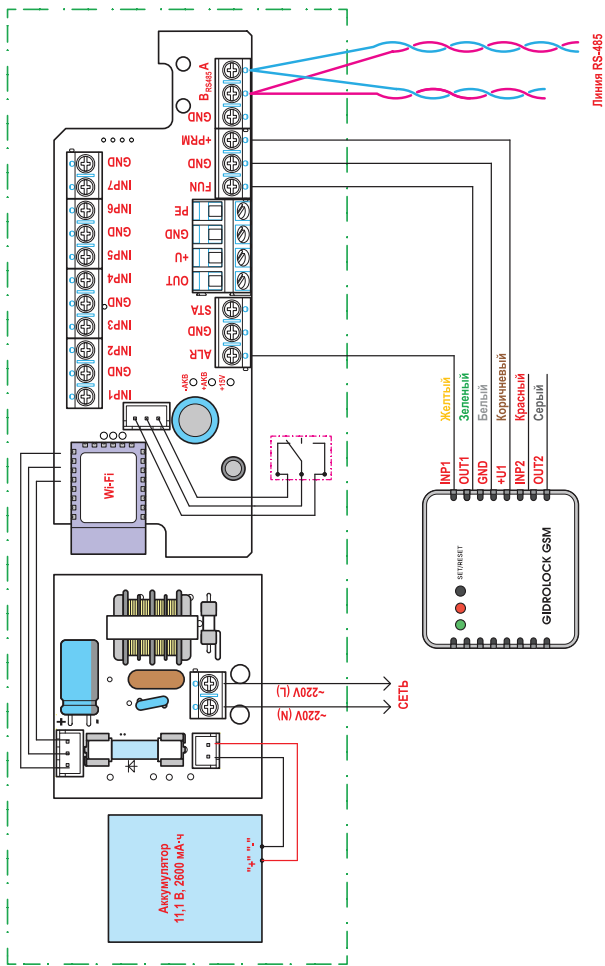 Линия RS-485
A
B
RS485
GND
+PRM
GND
FUN
PE
GND
+U
OUT
STA
GND
ALR
GND
INP7
INP6
GND
INP5
INP4
GND
INP3
INP2
GND
INP1
-АКВ
+АКВ
+15V
Wi-Fi
+
-
~220V (L)
~220V (N)
СЕТЬ
Аккумулятор
11,1 В, 2600 мА·ч
"+" "-"
INP1 Желтый
OUT1 Зеленый
GND Белый
+U1 Коричневый
INP2 Красный
OUT2 Серый
SET/RESET
GIDROLOCK GSM